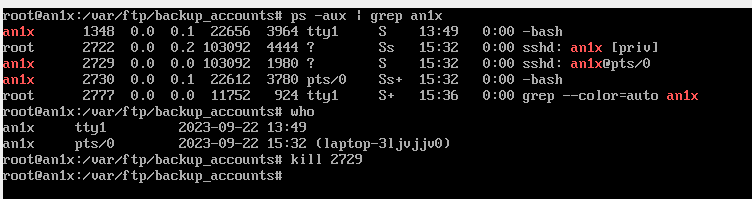 root@an1x:/var/ftp/backup_accounts# ps -aux | grep an1x
an1x      1348  0.0  0.1  22656  3964 tty1     S    13:49   0:00 -bash
root      2722  0.0  0.2 103092  4444 ?        Ss   15:32   0:00 sshd: an1x [priv]
an1x      2729  0.0  0.0 103092  1980 ?        S    15:32   0:00 sshd: an1x@pts/0
an1x      2730  0.0  0.1  22612  3780 pts/0    Ss+  15:32   0:00 -bash
root      2777  0.0  0.0  11752   924 tty1     S+   15:36   0:00 grep --color=auto an1x
root@an1x:/var/ftp/backup_accounts# who
an1x     tty1         2023-09-22 13:49
an1x     pts/0        2023-09-22 15:32 (laptop-3ljvjjv0)
root@an1x:/var/ftp/backup_accounts# kill 2729
root@an1x:/var/ftp/backup_accounts#